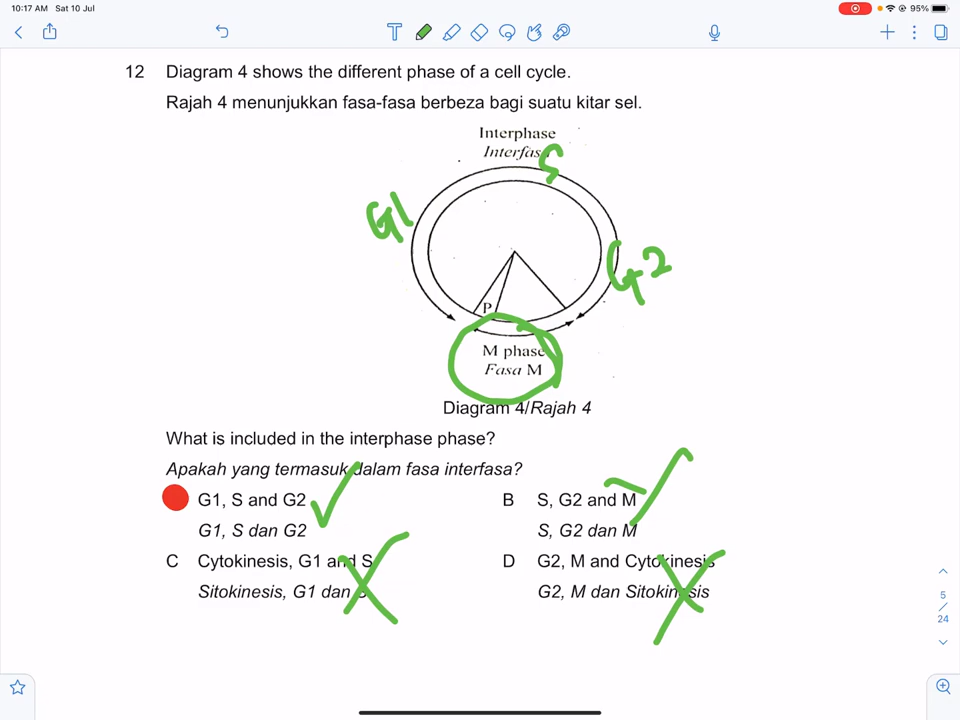 10:17 AM Sat 10 Jul 95%
12 Diagram 4 shows the different phase of a cell cycle.
Rajah 4 menunjukkan fasa-fasa berbeza bagi suatu kitar sel.
Interphase
Interfasa
S
G1
G2
P
M phase
Fasa M
Diagram 4/Rajah 4
What is included in the interphase phase?
Apakah yang termasuk dalam fasa interfasa?
G1, S and G2
G1, S dan G2
B S, G2 and M
S, G2 dan M
C Cytokinesis, G1 and S
Sitokinesis, G1 dan S
D G2, M and Cytokinesis
G2, M dan Sitokinesis
5
/
24